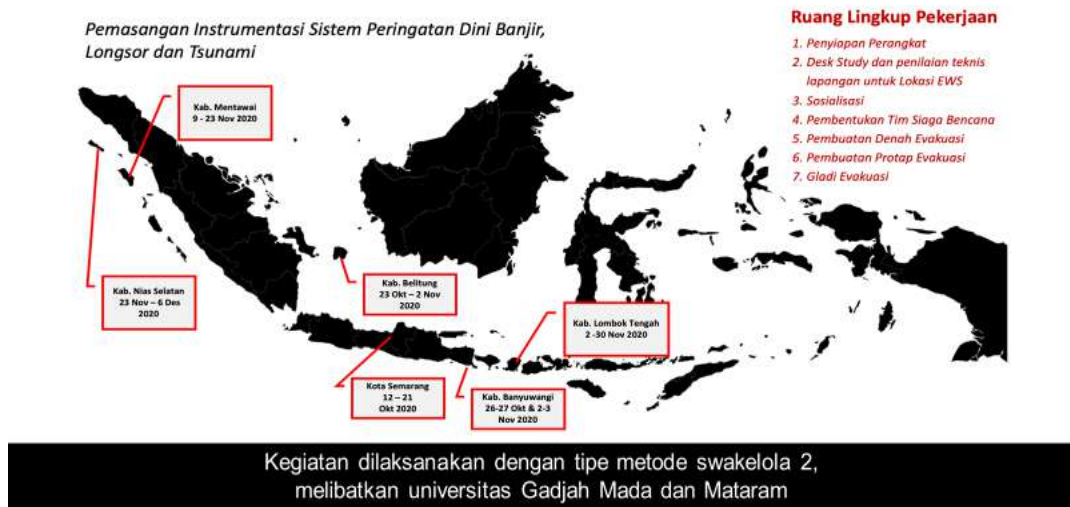 Pemasangan Instrumentasi Sistem Peringatan Dini Banjir,
Longsor dan Tsunami
Ruang Lingkup Pekerjaan
1. Penyiapan Perangkat
2. Desk Study dan penilaian teknis
lapangan untuk Lokasi EWS
3. Sosialisasi
4. Pembentukan Tim Siaga Bencana
5. Pembuatan Denah Evakuasi
6. Pembuatan Protap Evakuasi
7. Gladi Evakuasi
Kab. Mentawai
9 - 23 Nov 2020
Kab. Nias Selatan
23 Nov – 6 Des
2020
Kab. Belitung
23 Okt – 2 Nov
2020
Kab. Lombok Tengah
2 -30 Nov 2020
Kota Semarang
12 – 21
Okt 2020
Kab. Banyuwangi
26-27 Okt & 2-3
Nov 2020
Kegiatan dilaksanakan dengan tipe metode swakelola 2,
melibatkan universitas Gadjah Mada dan Mataram